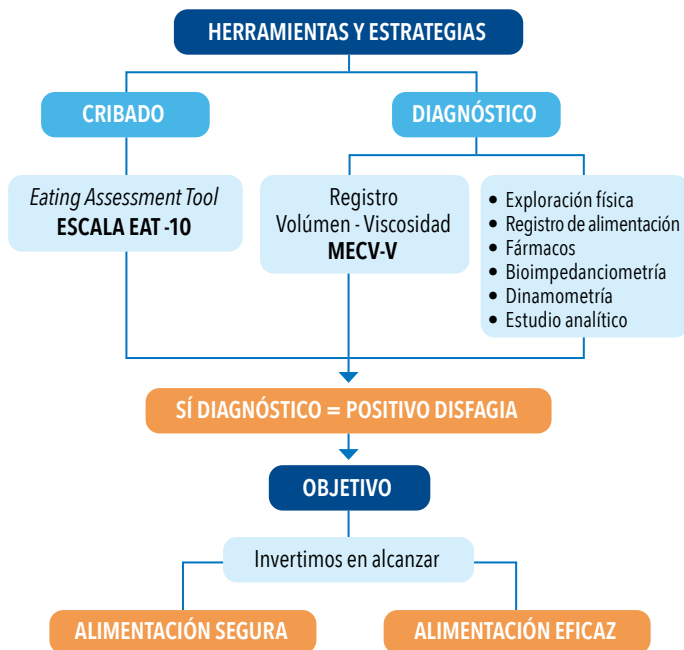 HERRAMIENTAS Y ESTRATEGIAS
CRIBADO
DIAGNÓSTICO
Eating Assessment Tool
ESCALA EAT -10
Registro
Volúmen - Viscosidad
MECV-V
• Exploración física
• Registro de alimentación
• Fármacos
• Bioimpedanciometría
• Dinamometría
• Estudio analítico
SÍ DIAGNÓSTICO = POSITIVO DISFAGIA
OBJETIVO
Invertimos en alcanzar
ALIMENTACIÓN SEGURA
ALIMENTACIÓN EFICAZ